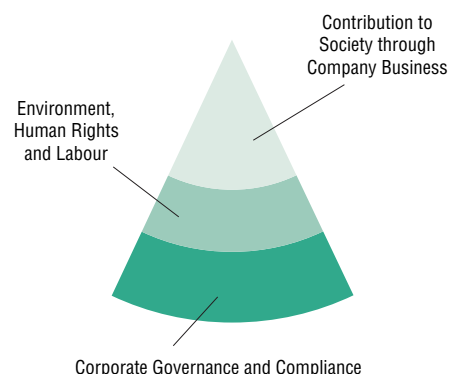 Contribution to
Society through
Company Business
Environment,
Human Rights
and Labour
Corporate Governance and Compliance